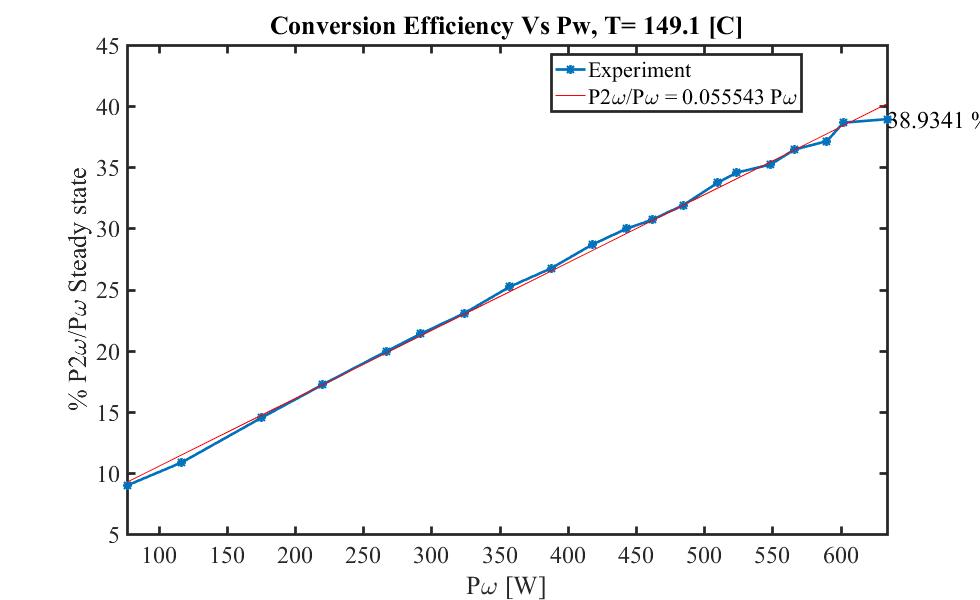 Conversion Efficiency Vs Pw, T= 149.1 [C]
Experiment
P2ω/Pω = 0.055543 Pω
% P2ω/Pω Steady state
45
40
35
30
25
20
15
10
5
38.9341 %
100 150 200 250 300 350 400 450 500 550 600
Pω [W]